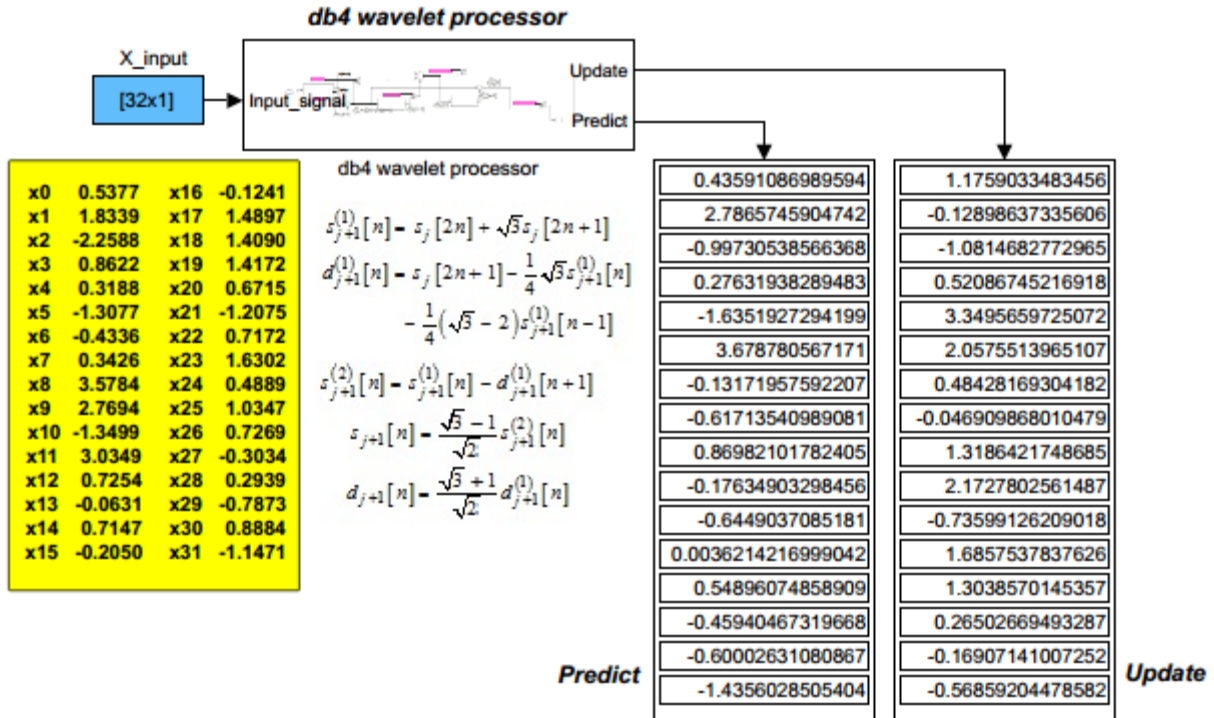 db4 wavelet processor
X_input
[32x1]
Input_signal
Update
Predict
db4 wavelet processor
x0 0.5377 x16 -0.1241
x1 1.8339 x17 1.4897
x2 -2.2588 x18 1.4090
x3 0.8622 x19 1.4172
x4 0.3188 x20 0.6715
x5 -1.3077 x21 -1.2075
x6 -0.4336 x22 0.7172
x7 0.3426 x23 1.6302
x8 3.5784 x24 0.4889
x9 2.7694 x25 1.0347
x10 -1.3499 x26 0.7269
x11 3.0349 x27 -0.3034
x12 0.7254 x28 0.2939
x13 -0.0631 x29 -0.7873
x14 0.7147 x30 0.8884
x15 -0.2050 x31 -1.1471
s_{j+1}^{(1)}[n] = s_j[2n] + √3s_j[2n+1]
d_{j+1}^{(1)}[n] = s_j[2n+1] - 1/4 √3s_{j+1}^{(1)}[n]
- 1/4 (√3 - 2)s_{j+1}^{(1)}[n-1]
s_{j+1}^{(2)}[n] = s_{j+1}^{(1)}[n] - d_{j+1}^{(1)}[n+1]
s_{j+1}[n] = (√3 - 1)/√2 s_{j+1}^{(2)}[n]
d_{j+1}[n] = (√3 + 1)/√2 d_{j+1}^{(1)}[n]
0.43591086989594
2.7865745904742
-0.99730538566368
0.27631938289483
-1.6351927294199
3.678780567171
-0.13171957592207
-0.61713540989081
0.86982101782405
-0.17634903298456
-0.6449037085181
0.0036214216999042
0.54896074858909
-0.45940467319668
-0.60002631080867
-1.4356028505404
Predict
1.1759033483456
-0.12898637335606
-1.0814682772965
0.52086745216918
3.3495659725072
2.0575513965107
0.48428169304182
-0.046909868010479
1.3186421748685
2.1727802561487
-0.73599126209018
1.6857537837626
1.3038570145357
0.26502669493287
-0.16907141007252
-0.56859204478582
Update